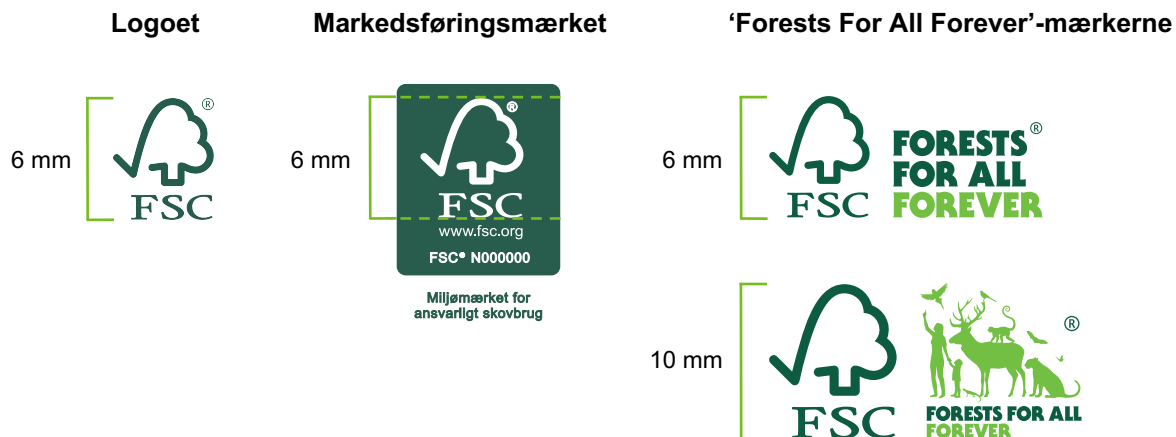 Logoet
Markedsføringsmærket
'Forests For All Forever'-mærkerne
6 mm
®
FSC
6 mm
®
FSC
www.fsc.org
FSC® N000000
Miljømærket for
ansvarligt skovbrug
6 mm
FSC
FORESTS®
FOR ALL
FOREVER
10 mm
FSC
®
FORESTS FOR ALL
FOREVER